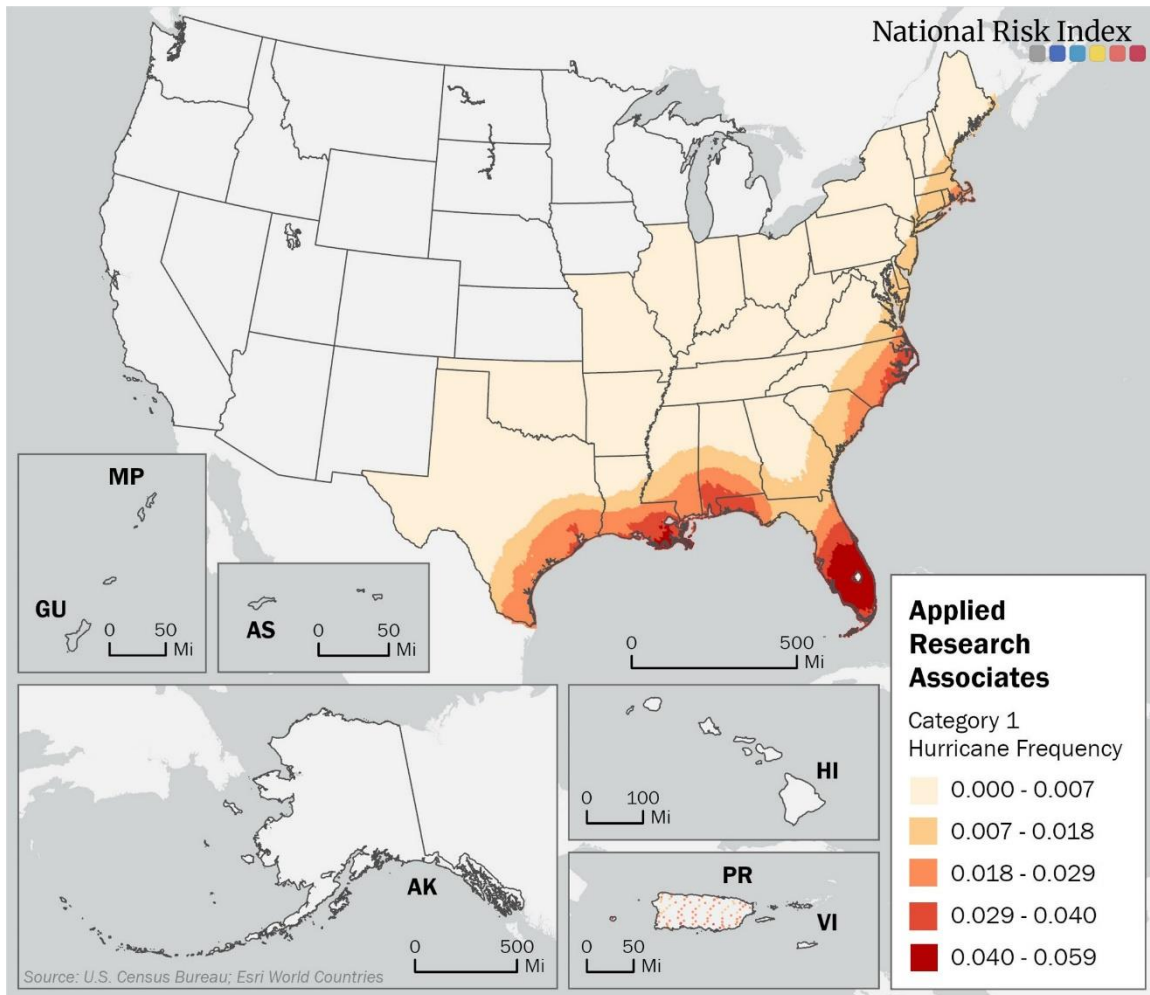 National Risk Index
MP
GU
0 50
Mi
AS
0 50
Mi
0 500
Mi
AK
0 500
Mi
Source: U.S. Census Bureau; Esri World Countries
HI
0 100
Mi
PR
VI
0 50
Mi
Applied
Research
Associates
Category 1
Hurricane Frequency
0.000 - 0.007
0.007 - 0.018
0.018 - 0.029
0.029 - 0.040
0.040 - 0.059